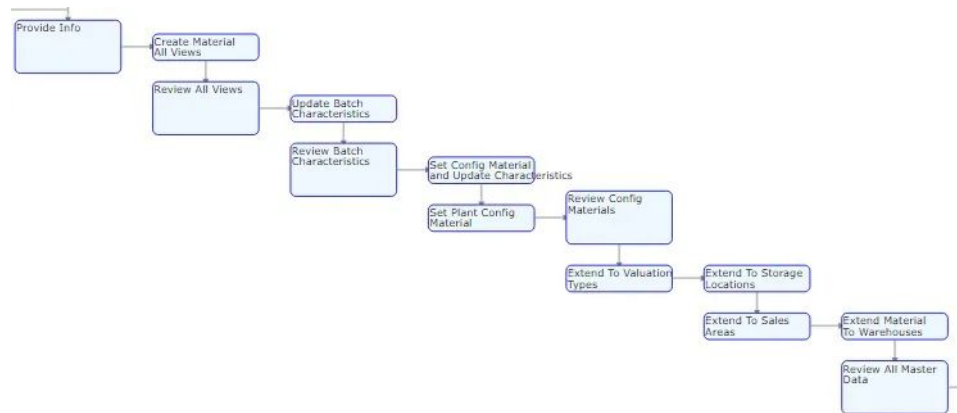 Provide Info
Create Material
All Views
Review All Views
Update Batch
Characteristics
Review Batch
Characteristics
Set Config Material
and Update Characteristics
Set Plant Config
Material
Review Config
Materials
Extend To Valuation
Types
Extend To Storage
Locations
Extend To Sales
Areas
Extend Material
To Warehouses
Review All Master
Data